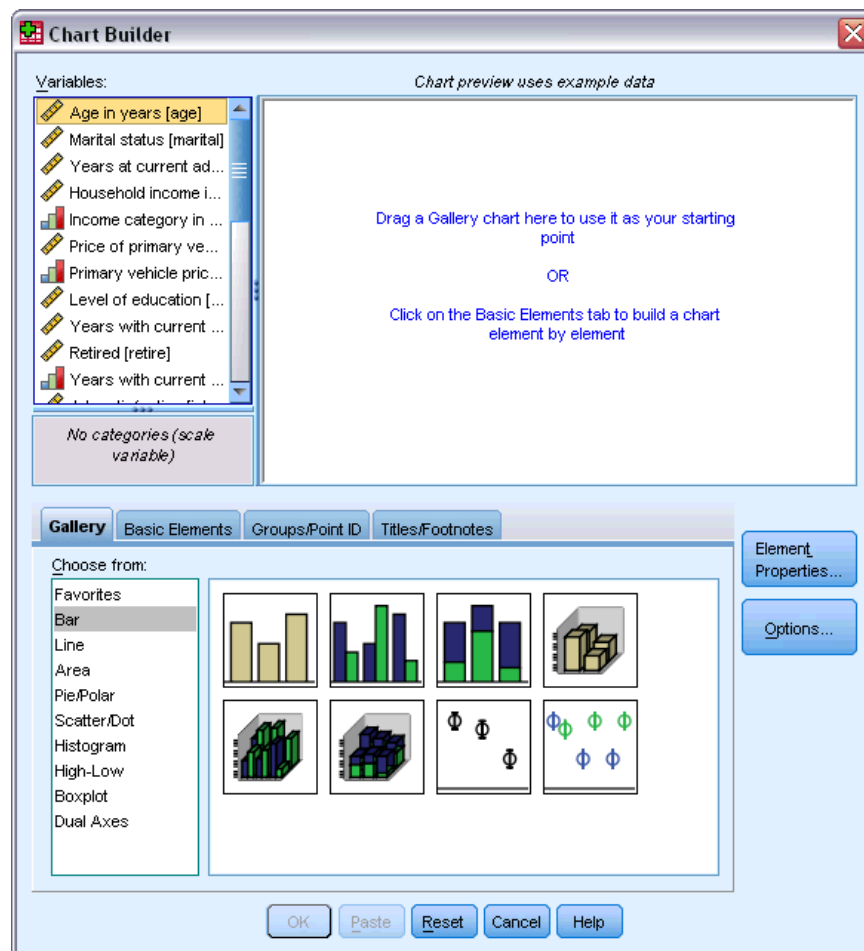 Chart Builder
Variables:
Chart preview uses example data
Age in years [age]
Marital status [marital]
Years at current ad...
Household income i...
Income category in ...
Price of primary ve...
Primary vehicle pric...
Level of education [...
Years with current ...
Retired [retire]
Years with current ...
No categories (scale
variable)
Drag a Gallery chart here to use it as your starting
point
OR
Click on the Basic Elements tab to build a chart
element by element
Gallery
Basic Elements
Groups/Point ID
Titles/Footnotes
Choose from:
Favorites
Bar
Line
Area
Pie/Polar
Scatter/Dot
Histogram
High-Low
Boxplot
Dual Axes
Element
Properties...
Options...
OK
Paste
Reset
Cancel
Help